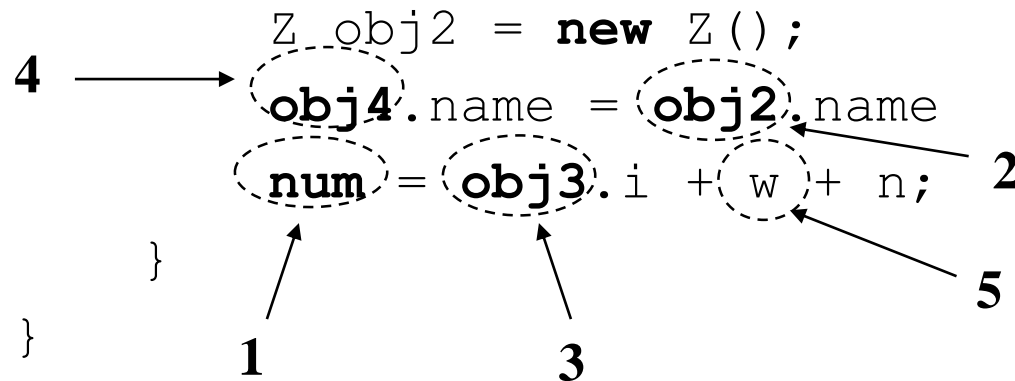 Z obj2 = new Z();
4
obj4.name = obj2.name
2
num = obj3.i + w + n;
5
}
}
1
3